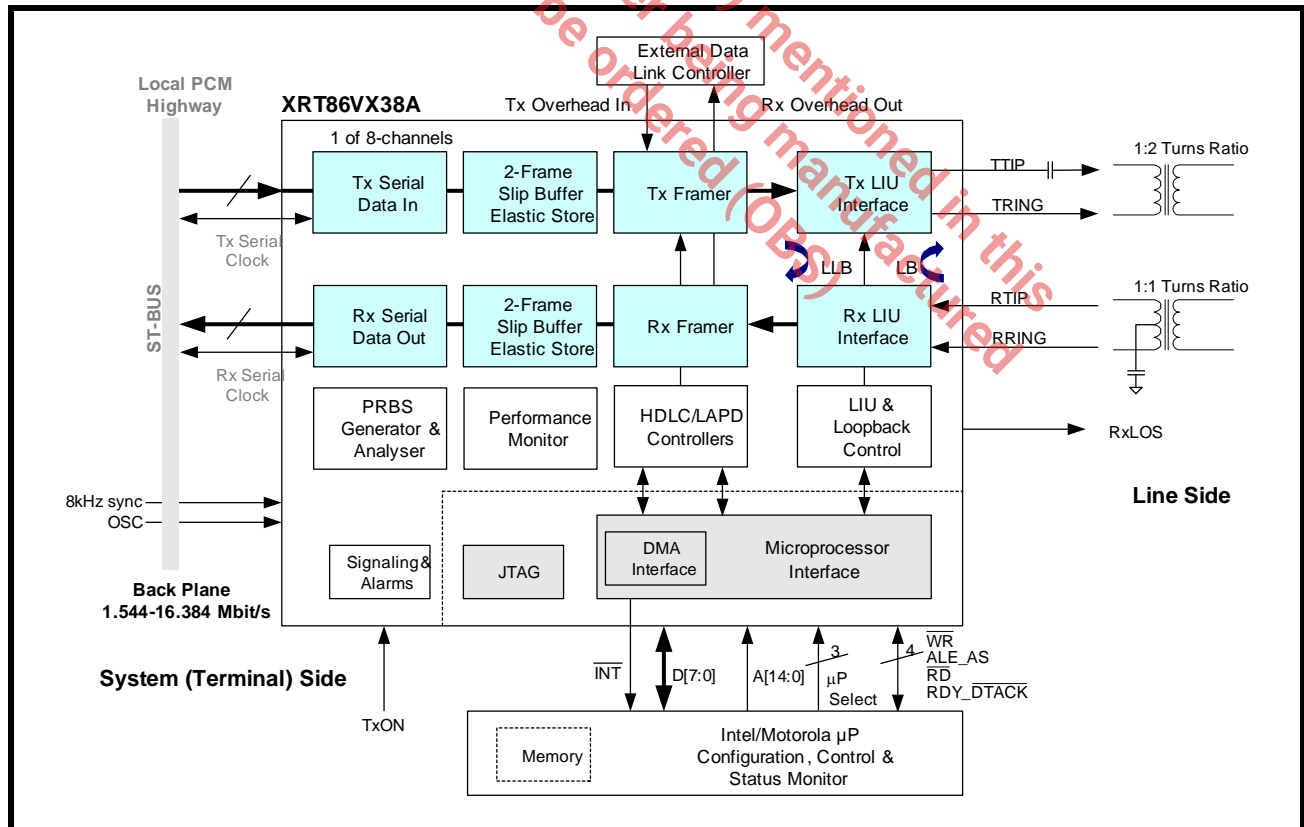 External Data
Link Controller
Local PCM
Highway
XRT86VX38A
Tx Overhead In
Rx Overhead Out
1 of 8-channels
Tx Serial
Data In
2-Frame
Slip Buffer
Elastic Store
Tx Framer
Tx LIU
Interface
TTIP
TRING
1:2 Turns Ratio
Tx Serial
Clock
LLB
LB
ST-BUS
Rx Serial
Data Out
2-Frame
Slip Buffer
Elastic Store
Rx Framer
Rx LIU
Interface
RTIP
RRING
1:1 Turns Ratio
Rx Serial
Clock
PRBS
Generator &
Analyser
Performance
Monitor
HDLC/LAPD
Controllers
LIU &
Loopback
Control
RxLOS
8kHz sync
OSC
Line Side
Signaling &
Alarms
JTAG
DMA
Interface
Microprocessor
Interface
Back Plane
1.544-16.384 Mbit/s
System (Terminal) Side
TxON
INT
D[7:0]
A[14:0]
3
µP
Select
4
WR
ALE_AS
RD
RDY_DTACK
Memory
Intel/Motorola µP
Configuration, Control &
Status Monitor
) mentioned in this
er being manufactured
be ordered (OBS)